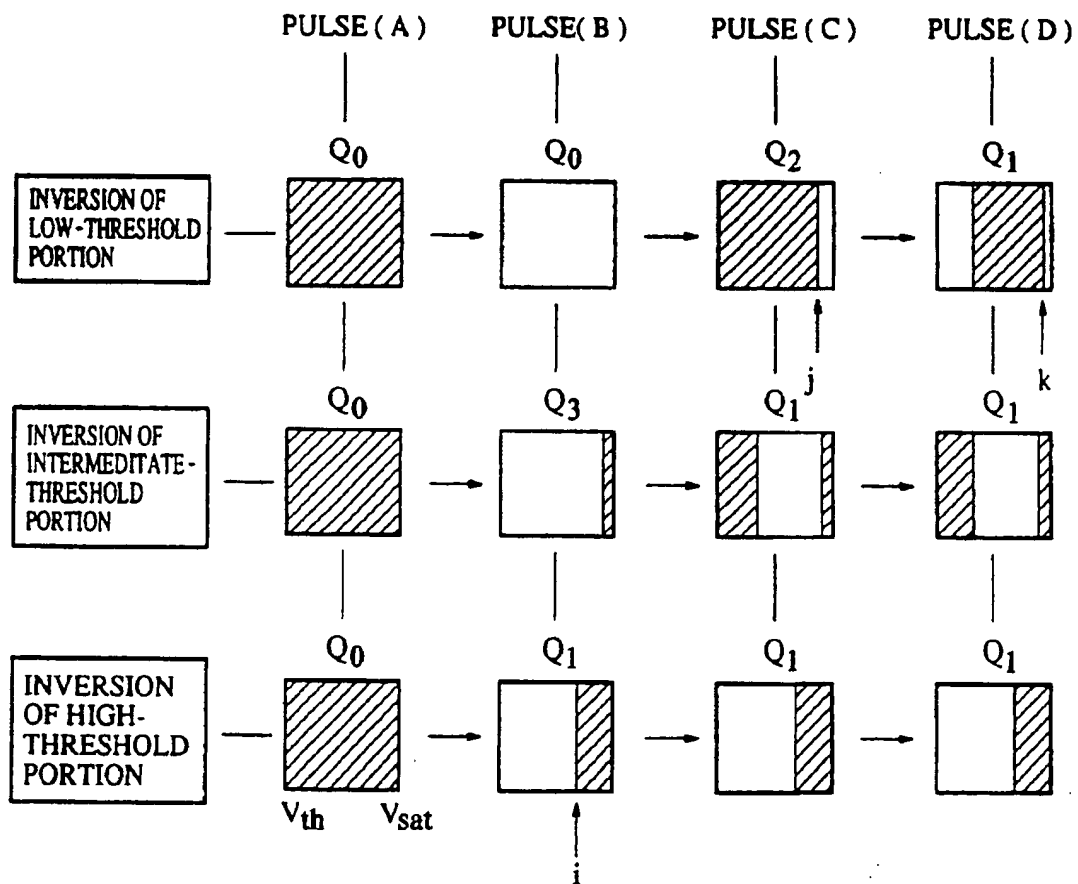 PULSE (A) PULSE(B) PULSE (C) PULSE (D)
Q0 Q0 Q2 Q1
INVERSION OF
LOW-THRESHOLD
PORTION
j k
Q0 Q3 Q1 Q1
INVERSION OF
INTERMEDITATE-
THRESHOLD
PORTION
Q0 Q1 Q1 Q1
INVERSION
OF HIGH-
THRESHOLD
PORTION
Vth Vsat
i